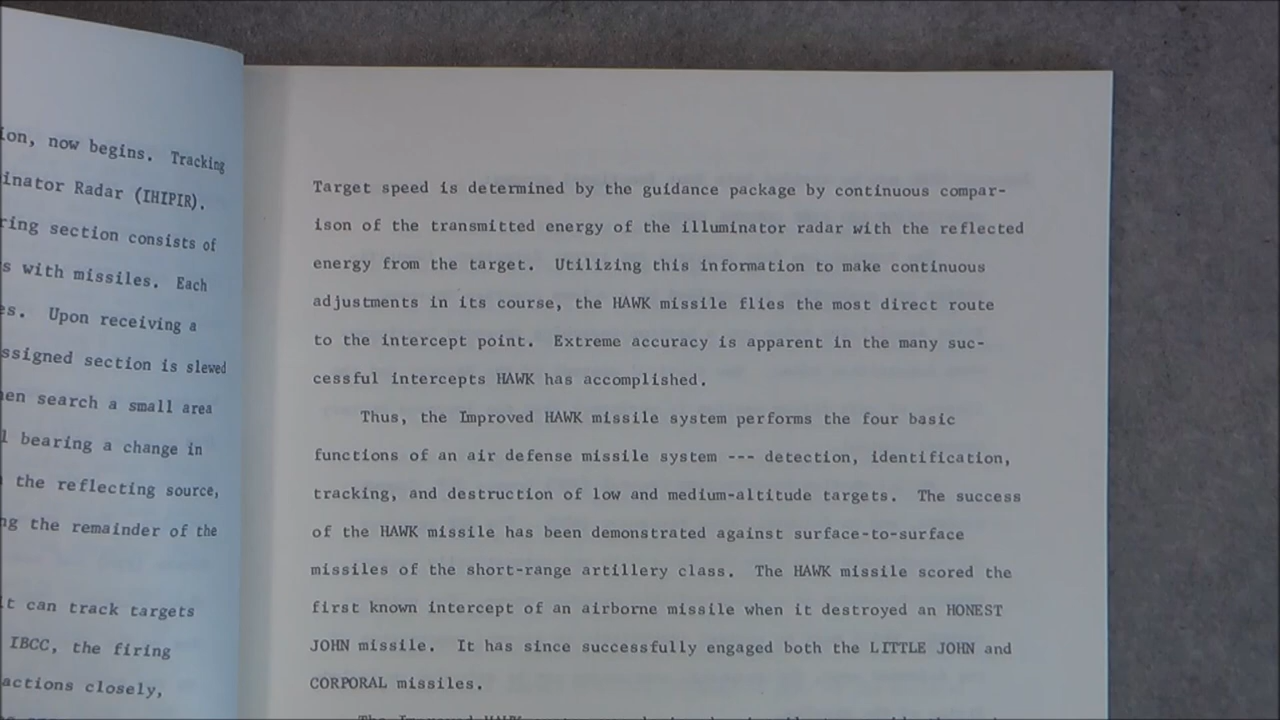 ion, now begins. Tracking
inator Radar (IHIPIR).
ring section consists of
s with missiles. Each
es. Upon receiving a
ssigned section is slewed
hen search a small area
l bearing a change in
the reflecting source,
ng the remainder of the
It can track targets
IBCC, the firing
actions closely,
Target speed is determined by the guidance package by continuous compar-
ison of the transmitted energy of the illuminator radar with the reflected
energy from the target. Utilizing this information to make continuous
adjustments in its course, the HAWK missile flies the most direct route
to the intercept point. Extreme accuracy is apparent in the many suc-
cessful intercepts HAWK has accomplished.
Thus, the Improved HAWK missile system performs the four basic
functions of an air defense missile system --- detection, identification,
tracking, and destruction of low and medium-altitude targets. The success
of the HAWK missile has been demonstrated against surface-to-surface
missiles of the short-range artillery class. The HAWK missile scored the
first known intercept of an airborne missile when it destroyed an HONEST
JOHN missile. It has since successfully engaged both the LITTLE JOHN and
CORPORAL missiles.
The Improved HAWK